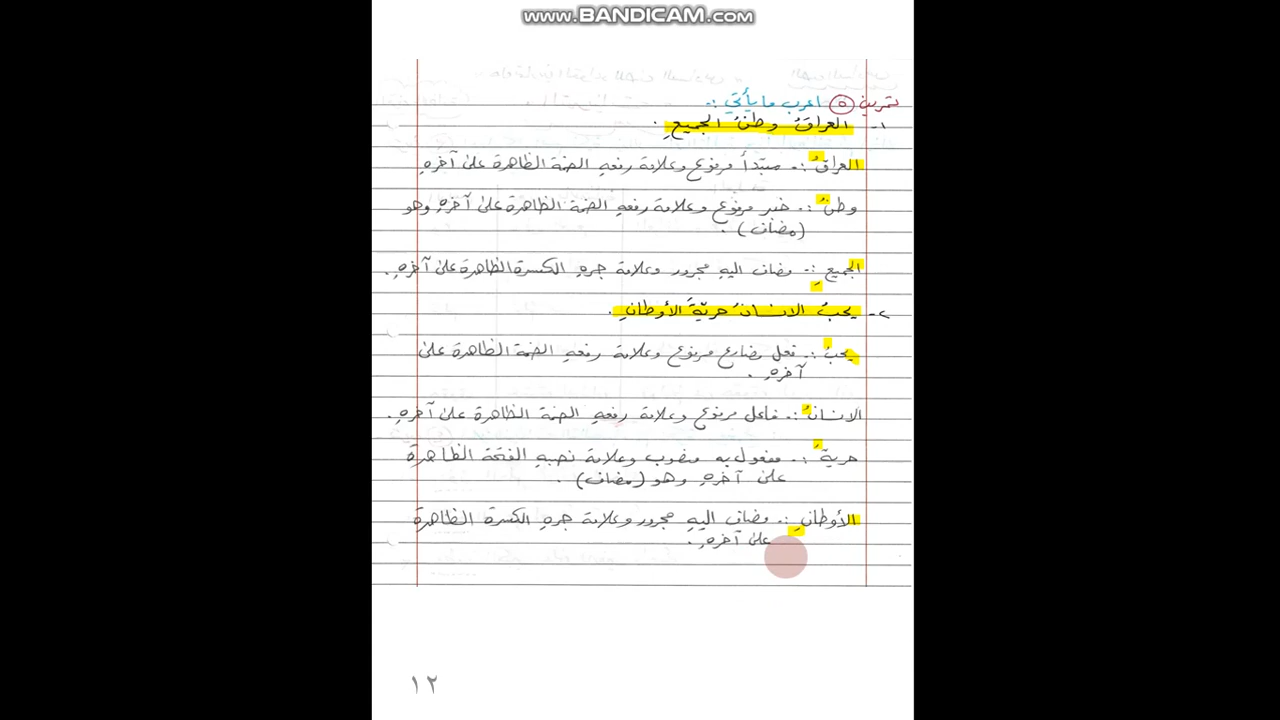 WWW.BANDICAM.COM
تمرين ٥ اعرب ما يأتي :.
١- العراقُ وطنُ الجميعِ .
العراقُ :. مبتدأ مرفوع وعلامة رفعهِ الضمة الظاهرة على آخرهِ
وطنُ :. خبر مرفوع وعلامة رفعهِ الضمة الظاهرة على آخرهِ وهو
(مضاف) .
الجميعِ :. مضاف اليهِ مجرور وعلامة جرهِ الكسرة الظاهرة على آخرهِ .
٢- يحبُ الانسانُ حريّةَ الأوطانِ .
يحبُ :. فعل مضارع مرفوع وعلامة رفعهِ الضمة الظاهرة على
آخرهِ .
الانسانُ :. فاعل مرفوع وعلامة رفعهِ الضمة الظاهرة على آخرهِ .
حريةَ :. مفعول به منصوب وعلامة نصبهِ الفتحة الظاهرة
على آخرهِ وهو (مضاف) .
الأوطانِ :. مضاف اليهِ مجرور وعلامة جرهِ الكسرة الظاهرة
على آخرهِ .
١٢